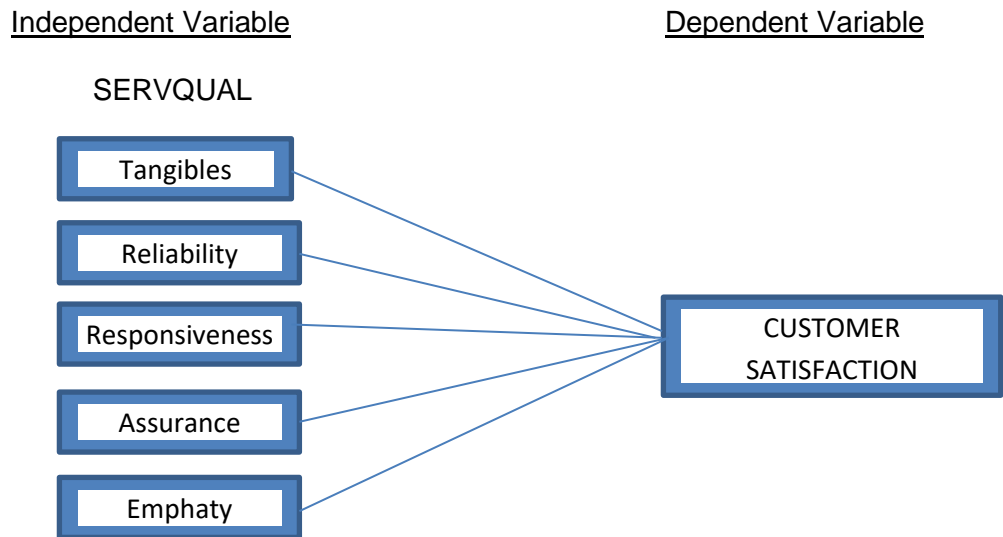 Independent Variable
Dependent Variable
SERVQUAL
Tangibles
Reliability
Responsiveness
Assurance
Emphaty
CUSTOMER
SATISFACTION